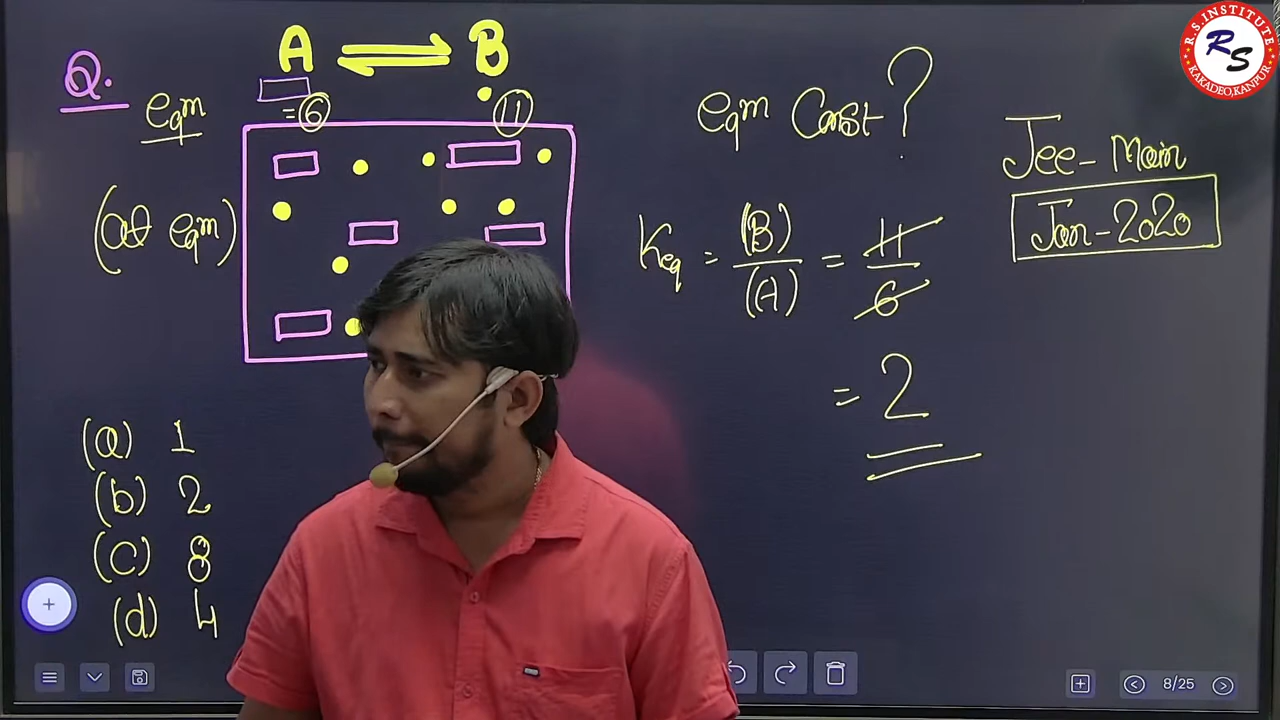 Q.
A ⇌ B
eqm
=6
11
(at eqm)
eqm Const ?
Jee-Main
Jan-2020
Keq = (B)/(A) = 11/6
= 2
(a) 1
(b) 2
(c) 8
(d) 4
8/25
R.S.INSTITUTE
RS
KAKADEO,KANPUR